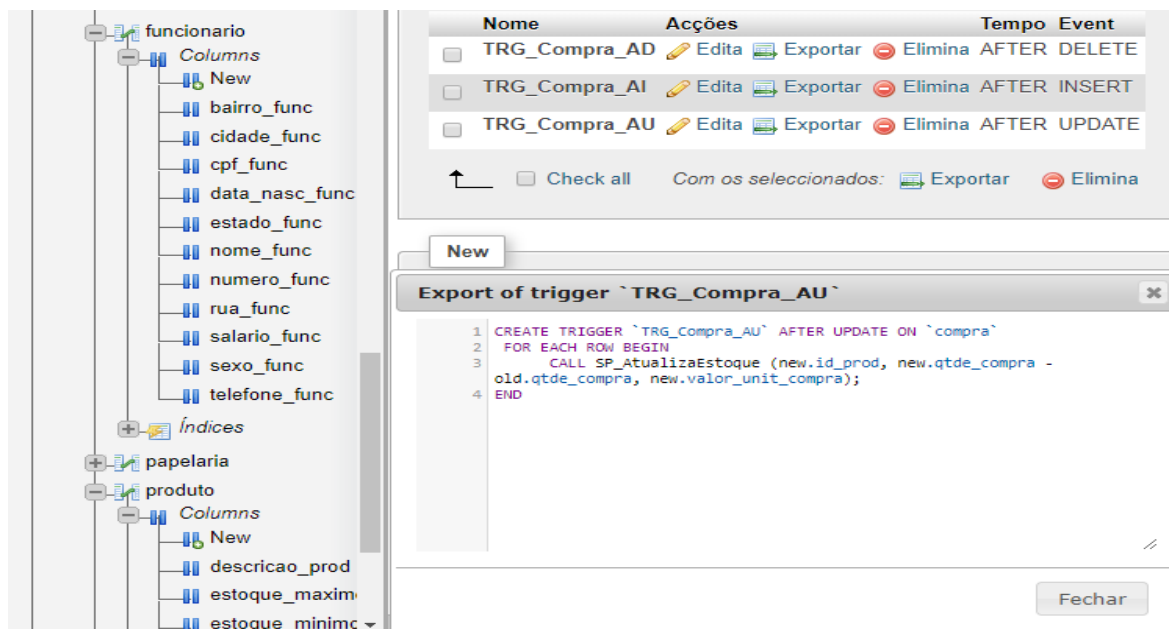 funcionario
Columns
New
bairro_func
cidade_func
cpf_func
data_nasc_func
estado_func
nome_func
numero_func
rua_func
salario_func
sexo_func
telefone_func
Índices
papelaria
produto
Columns
New
descricao_prod
estoque_maxim
estoque_minimo
Nome Acções Tempo Event
TRG_Compra_AD Edita Exportar Elimina AFTER DELETE
TRG_Compra_AI Edita Exportar Elimina AFTER INSERT
TRG_Compra_AU Edita Exportar Elimina AFTER UPDATE
Check all Com os seleccionados: Exportar Elimina
New
Export of trigger `TRG_Compra_AU`
1 CREATE TRIGGER `TRG_Compra_AU` AFTER UPDATE ON `compra`
2 FOR EACH ROW BEGIN
3 CALL SP_AtualizaEstoque (new.id_prod, new.qtde_compra -
old.qtde_compra, new.valor_unit_compra);
4 END
Fechar